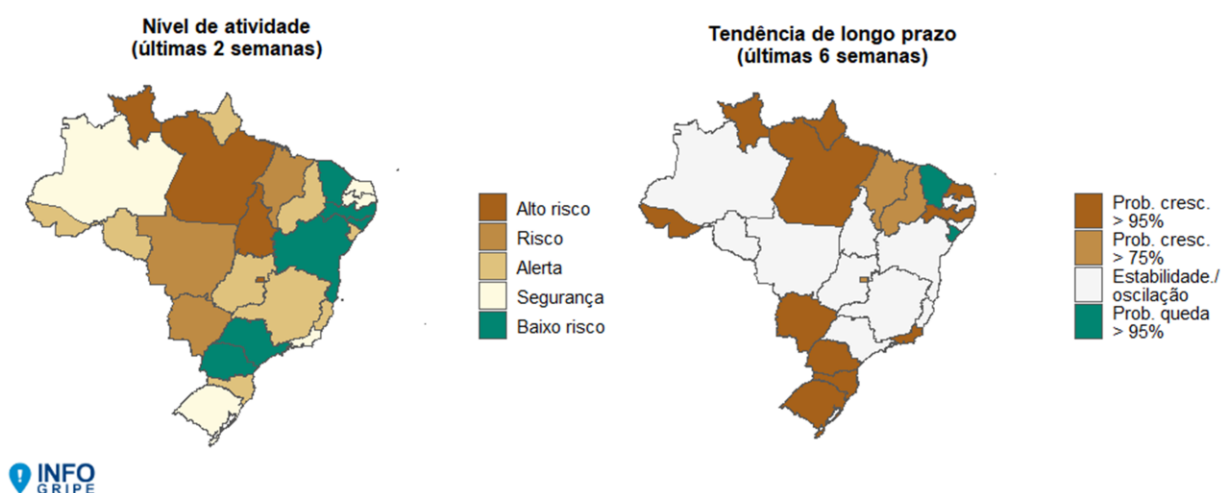 Nível de atividade
(últimas 2 semanas)
Alto risco
Risco
Alerta
Segurança
Baixo risco
Tendência de longo prazo
(últimas 6 semanas)
Prob. cresc.
> 95%
Prob. cresc.
> 75%
Estabilidade./
oscilação
Prob. queda
> 95%
INFO
GRIPE